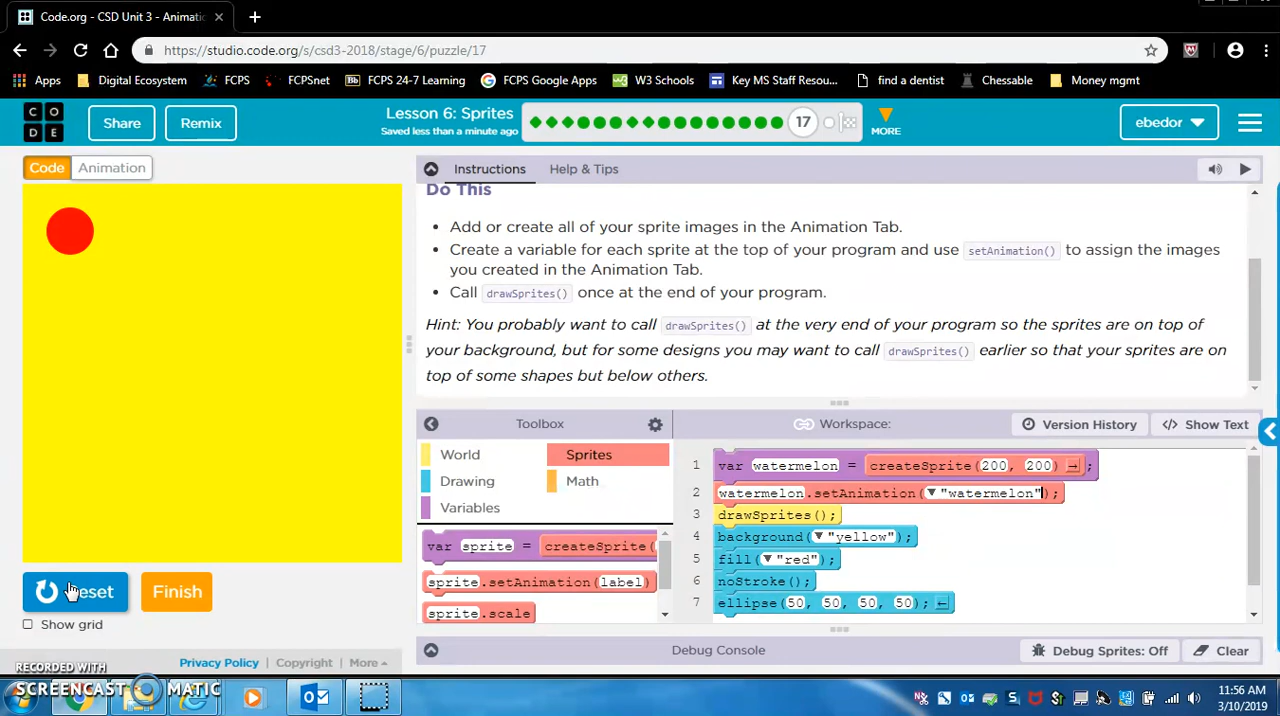 Code.org - CSD Unit 3 - Animatic
https://studio.code.org/s/csd3-2018/stage/6/puzzle/17
Apps Digital Ecosystem FCPS FCPSnet Bb FCPS 24-7 Learning FCPS Google Apps W3 Schools Key MS Staff Resou... find a dentist Chessable Money mgmt
CODE Share Remix Lesson 6: Sprites 17 MORE ebedor
Saved less than a minute ago
Code Animation Instructions Help & Tips
Do This
Add or create all of your sprite images in the Animation Tab.
Create a variable for each sprite at the top of your program and use setAnimation() to assign the images
you created in the Animation Tab.
Call drawSprites() once at the end of your program.
Hint: You probably want to call drawSprites() at the very end of your program so the sprites are on top of
your background, but for some designs you may want to call drawSprites() earlier so that your sprites are on
top of some shapes but below others.
Toolbox Workspace: Version History </> Show Text
World Sprites
Drawing Math
Variables
var sprite = createSprite(
sprite.setAnimation(label)
sprite.scale
1 var watermelon = createSprite(200, 200);
2 watermelon.setAnimation("watermelon");
3 drawSprites();
4 background("yellow");
5 fill("red");
6 noStroke();
7 ellipse(50, 50, 50, 50);
Reset Finish
Show grid
Debug Console Debug Sprites: Off Clear
Privacy Policy | Copyright | More
RECORDED WITH
SCREENCAST MATIC
11:56 AM
3/10/2019